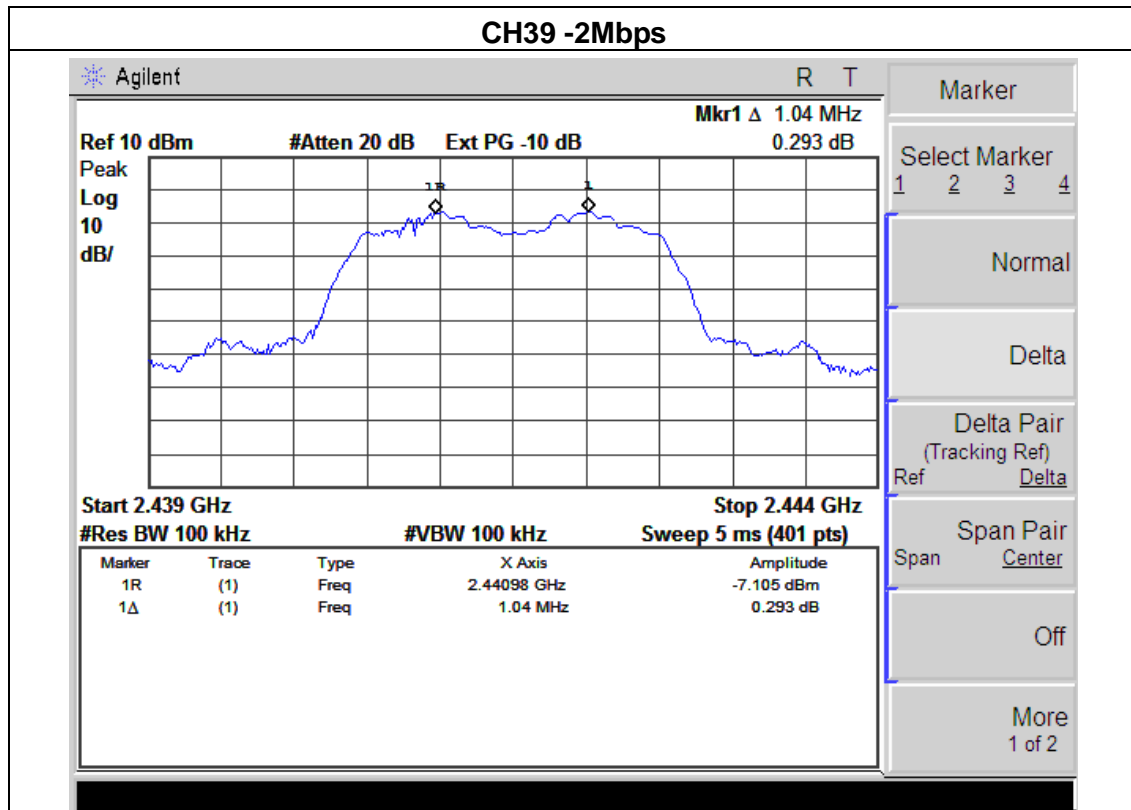 CH39 -2Mbps
Agilent
R T
Mkr1 Δ 1.04 MHz
Ref 10 dBm #Atten 20 dB Ext PG -10 dB 0.293 dB
Peak
Log
10
dB/
1R
1
Start 2.439 GHz Stop 2.444 GHz
#Res BW 100 kHz #VBW 100 kHz Sweep 5 ms (401 pts)
Marker Trace Type X Axis Amplitude
1R (1) Freq 2.44098 GHz -7.105 dBm
1Δ (1) Freq 1.04 MHz 0.293 dB
Marker
Select Marker
1 2 3 4
Normal
Delta
Delta Pair
(Tracking Ref)
Ref Delta
Span Pair
Span Center
Off
More
1 of 2